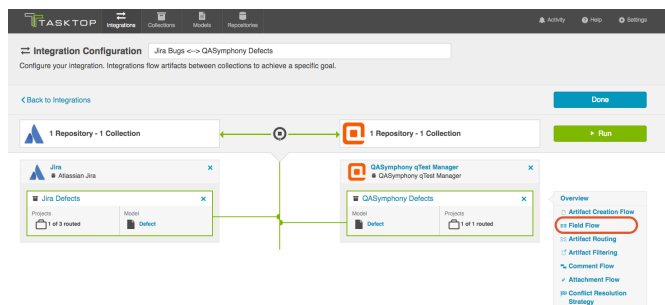 TASKTOP
Integrations
Collections
Models
Repositories
Activity
Help
Settings
Integration Configuration
Jira Bugs <--> QASymphony Defects
Configure your integration. Integrations flow artifacts between collections to achieve a specific goal.
Back to Integrations
Done
1 Repository - 1 Collection
1 Repository - 1 Collection
Run
Jira
Atlassian Jira
QASymphony qTest Manager
QASymphony qTest Manager
Jira Defects
Projects
1 of 3 routed
Model
Defect
QASymphony Defects
Model
Defect
Projects
1 of 1 routed
Overview
Artifact Creation Flow
Field Flow
Artifact Routing
Artifact Filtering
Comment Flow
Attachment Flow
Conflict Resolution
Strategy